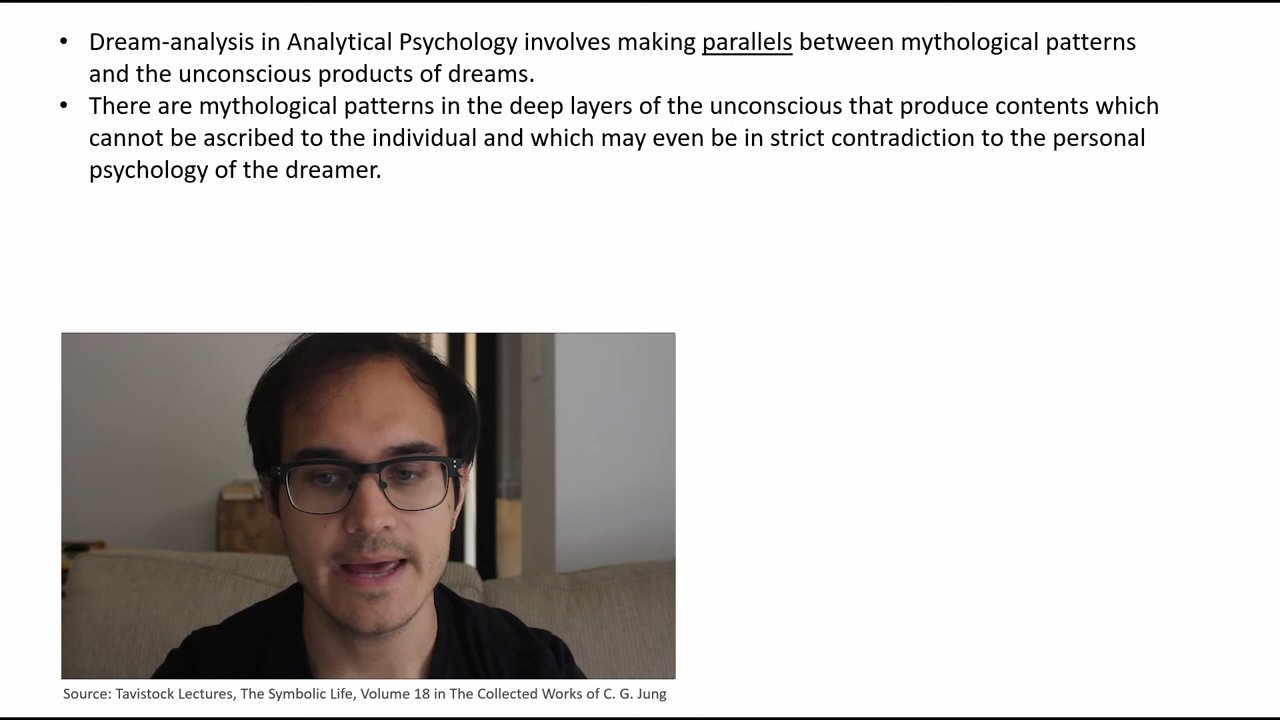 • Dream-analysis in Analytical Psychology involves making parallels between mythological patterns
and the unconscious products of dreams.
• There are mythological patterns in the deep layers of the unconscious that produce contents which
cannot be ascribed to the individual and which may even be in strict contradiction to the personal
psychology of the dreamer.
Source: Tavistock Lectures, The Symbolic Life, Volume 18 in The Collected Works of C. G. Jung